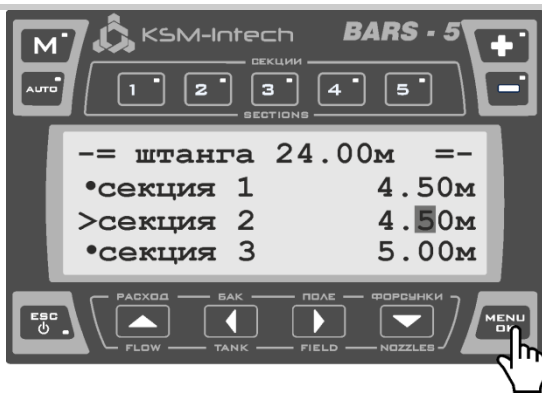 M
KSM-Intech
BARS - 5
+
AUTO
СЕКЦИИ
-
1 2 3 4 5
SECTIONS
-= штанга 24.00м =-
•секция 1 4.50м
>секция 2 4.50м
•секция 3 5.00м
РАСХОД БАК ПОЛЕ ФОРСУНКИ
ESC
MENU
OK
FLOW TANK FIELD NOZZLES